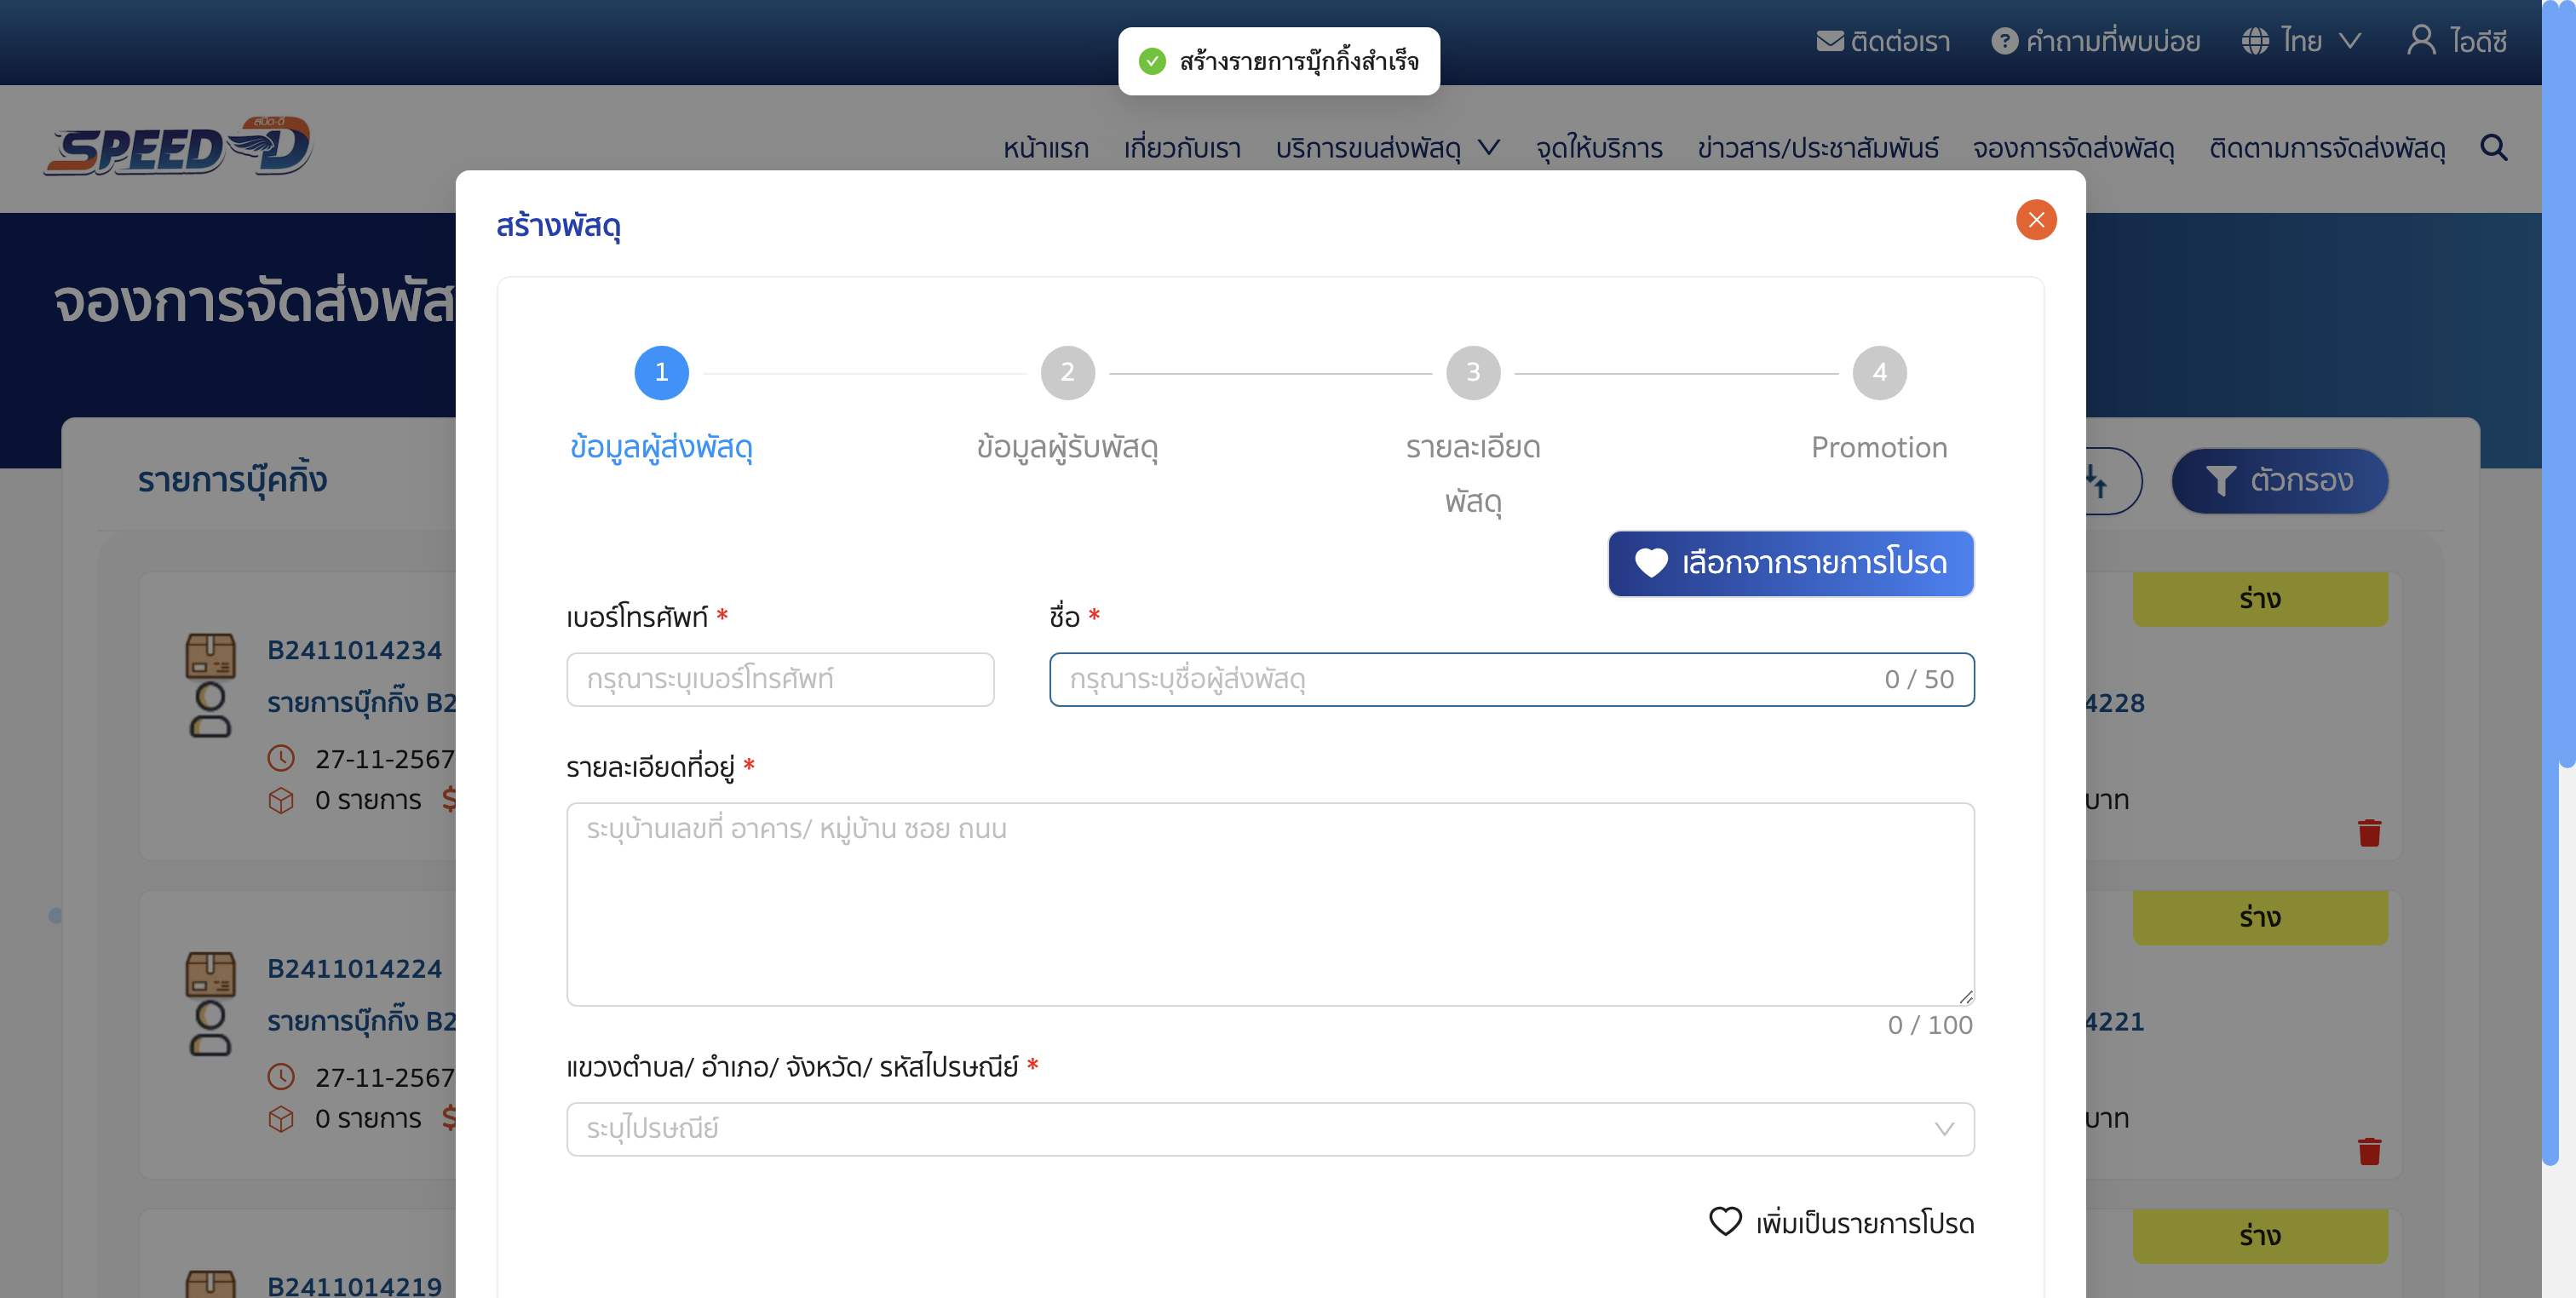 สร้างรายการบุ๊กกิ้งสำเร็จ
ติดต่อเรา
คำถามที่พบบ่อย
ไทย
ไอดีซี
SPEED-D
สปีด-ดี
หน้าแรก
เกี่ยวกับเรา
บริการขนส่งพัสดุ
จุดให้บริการ
ข่าวสาร/ประชาสัมพันธ์
จองการจัดส่งพัสดุ
ติดตามการจัดส่งพัสดุ
จองการจัดส่งพัส
รายการบุ๊คกิ้ง
ตัวกรอง
B2411014234
รายการบุ๊กกิ้ง B2
27-11-2567
0 รายการ
B2411014224
รายการบุ๊กกิ้ง B2
27-11-2567
0 รายการ
B2411014219
สร้างพัสดุ
1
2
3
4
ข้อมูลผู้ส่งพัสดุ
ข้อมูลผู้รับพัสดุ
รายละเอียด
พัสดุ
Promotion
เลือกจากรายการโปรด
เบอร์โทรศัพท์ *
ชื่อ *
กรุณาระบุเบอร์โทรศัพท์
กรุณาระบุชื่อผู้ส่งพัสดุ
0 / 50
รายละเอียดที่อยู่ *
ระบุบ้านเลขที่ อาคาร/ หมู่บ้าน ซอย ถนน
0 / 100
แขวงตำบล/ อำเภอ/ จังหวัด/ รหัสไปรษณีย์ *
ระบุไปรษณีย์
เพิ่มเป็นรายการโปรด
ร่าง
4228
บาท
ร่าง
4221
บาท
ร่าง